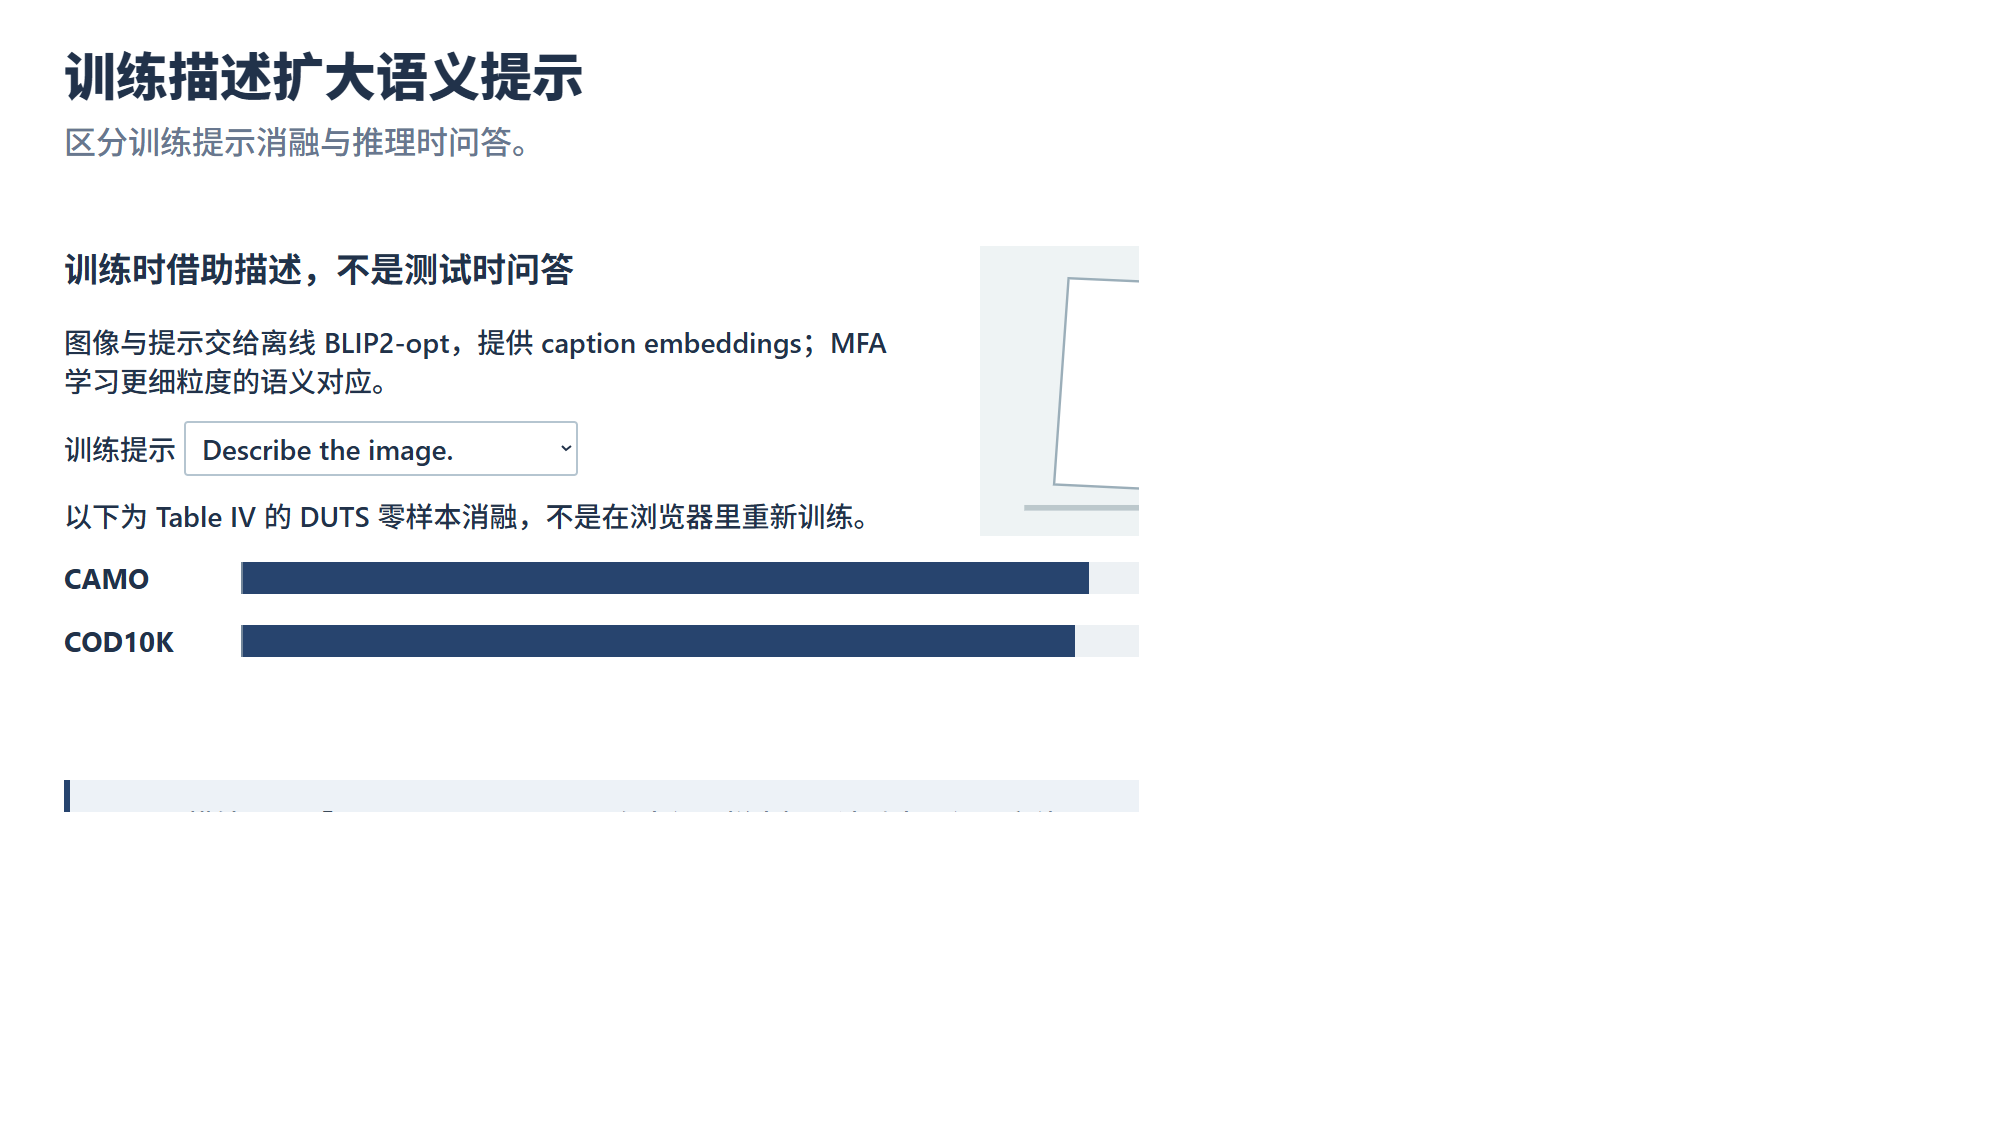 训练描述扩大语义提示
区分训练提示消融与推理时问答。
训练时借助描述，不是测试时问答
图像与提示交给离线 BLIP2-opt，提供 caption embeddings；MFA
学习更细粒度的语义对应。
训练提示 Describe the image.
以下为 Table IV 的 DUTS 零样本消融，不是在浏览器里重新训练。
CAMO
COD10K